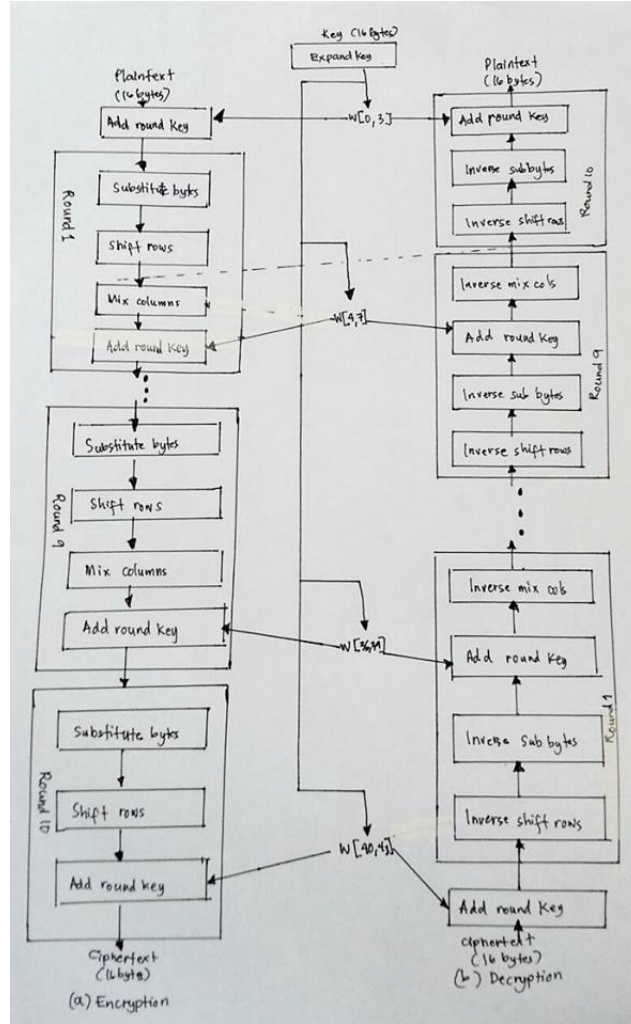 Key (16 bytes)
Expand key
Plaintext
(16 bytes)
Add round Key
Round 1
Substitute bytes
Shift rows
Mix columns
Add round key
Round 9
Substitute bytes
Shift rows
Mix columns
Add round key
Round 10
Substitute bytes
Shift rows
Add round key
Ciphertext
(16 bytes)
(a) Encryption
W[0,3]
W[4,7]
W[36,39]
W[40,43]
Plaintext
(16 bytes)
Add round key
Inverse subbytes
Inverse shift rows
Round 10
Inverse mix cols
Add round key
Inverse sub bytes
Inverse shift rows
Round 9
Inverse mix cols
Add round key
Inverse Sub bytes
Inverse shift rows
Round 1
Add round key
ciphertext
(16 bytes)
(b) Decryption